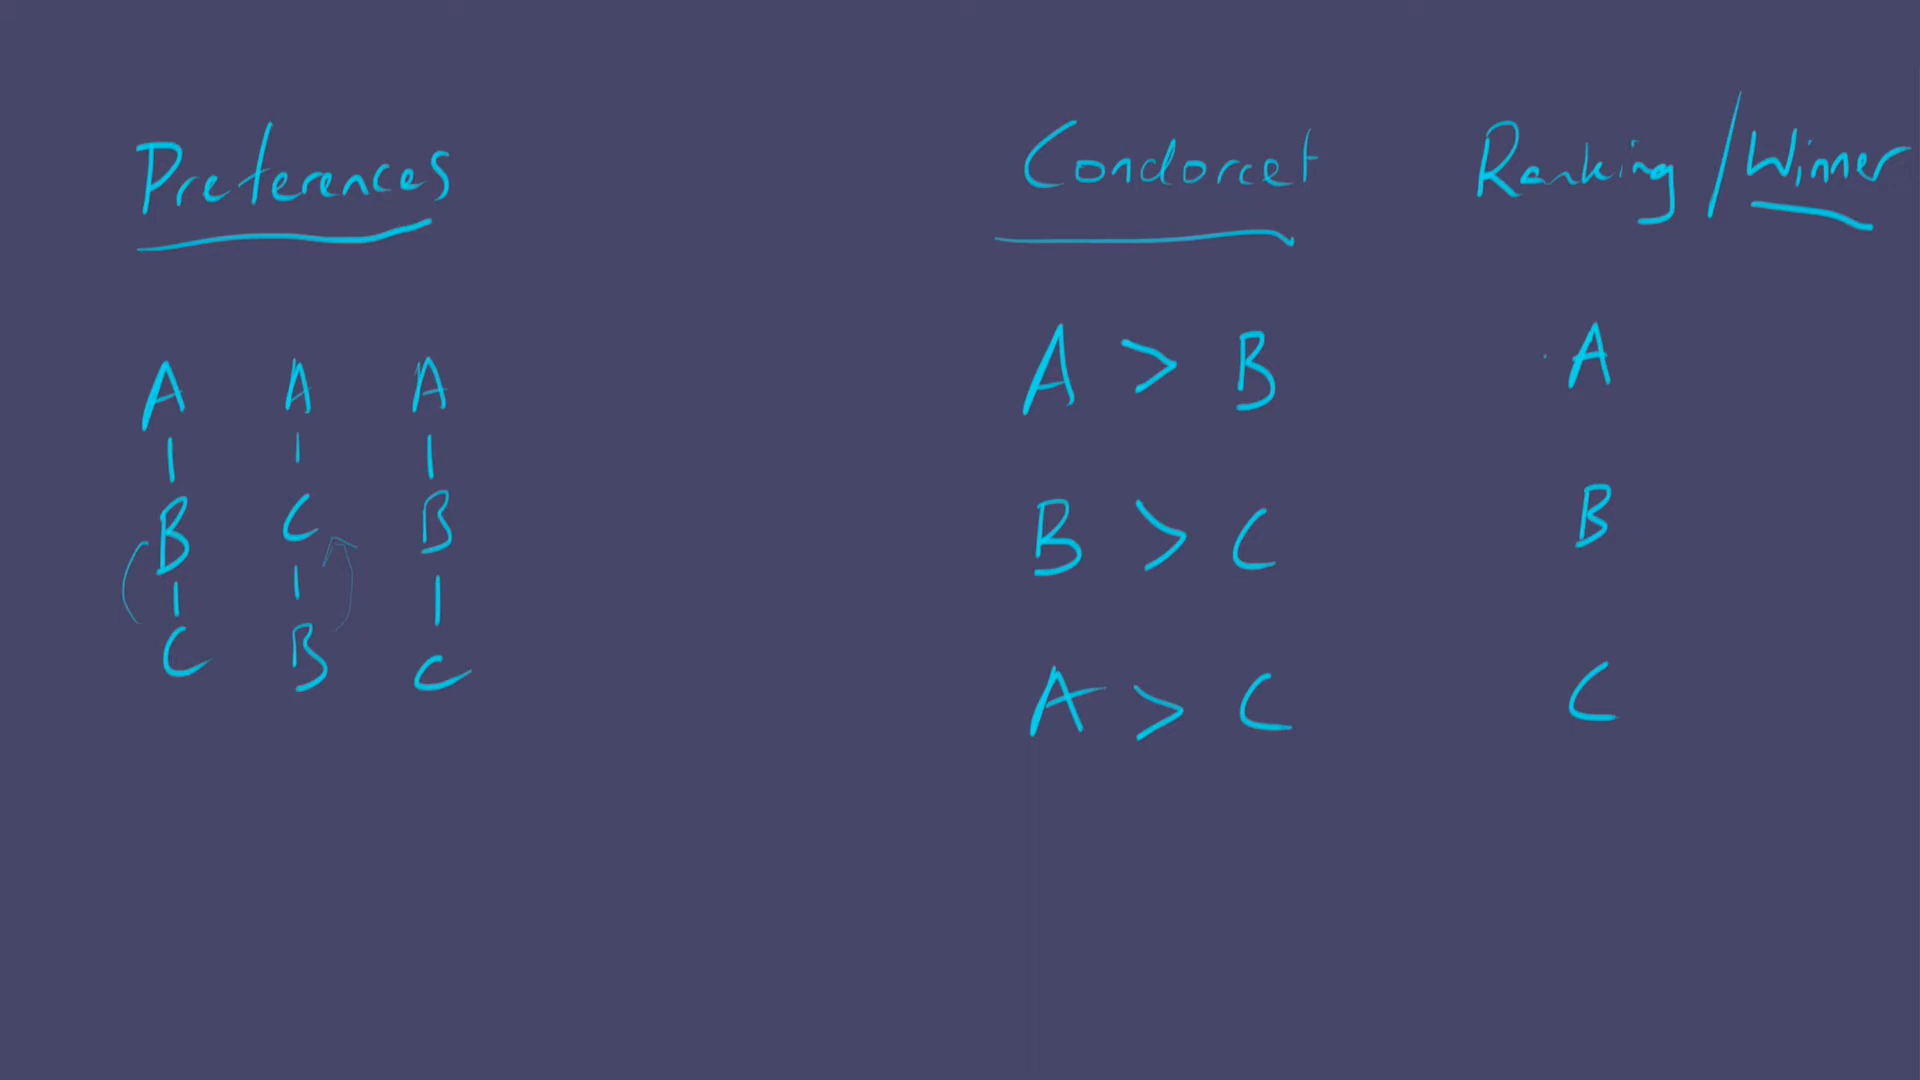 Preferences
Condorcet
Ranking / Winner
A A A
A > B
A
B C B
B > C
B
C B C
A > C
C